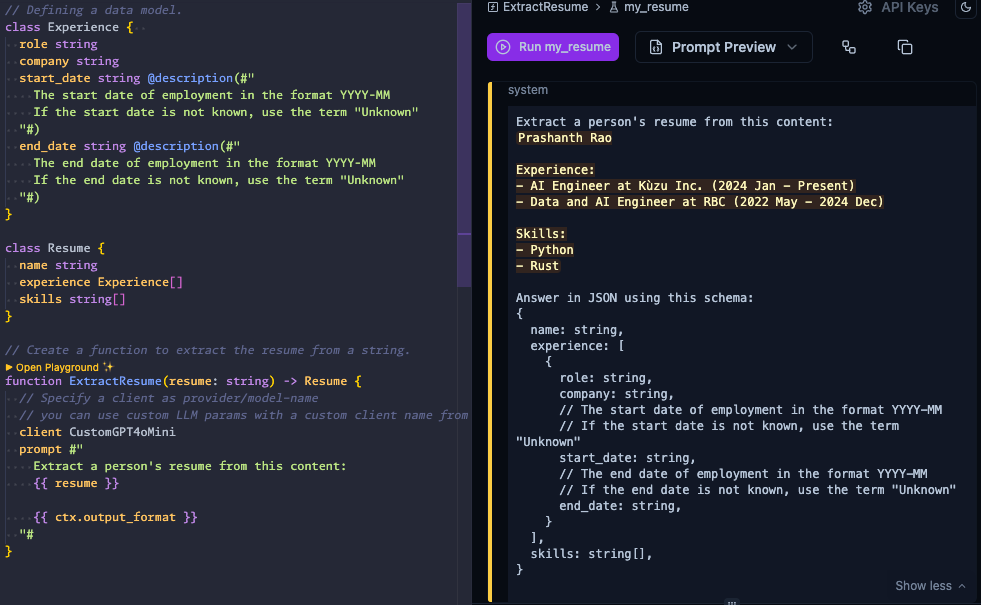 // Defining a data model.
class Experience {
role string
company string
start_date string @description(#"
The start date of employment in the format YYYY-MM
If the start date is not known, use the term "Unknown"
"#)
end_date string @description(#"
The end date of employment in the format YYYY-MM
If the end date is not known, use the term "Unknown"
"#)
}
class Resume {
name string
experience Experience[]
skills string[]
}
// Create a function to extract the resume from a string.
▶ Open Playground ✨
function ExtractResume(resume: string) -> Resume {
// Specify a client as provider/model-name
// you can use custom LLM params with a custom client name from
client CustomGPT4oMini
prompt #"
Extract a person's resume from this content:
{{ resume }}
{{ ctx.output_format }}
"#
}
ExtractResume > my_resume
API Keys
Run my_resume
Prompt Preview
system
Extract a person's resume from this content:
Prashanth Rao
Experience:
- AI Engineer at Kùzu Inc. (2024 Jan - Present)
- Data and AI Engineer at RBC (2022 May - 2024 Dec)
Skills:
- Python
- Rust
Answer in JSON using this schema:
{
name: string,
experience: [
{
role: string,
company: string,
// The start date of employment in the format YYYY-MM
// If the start date is not known, use the term
"Unknown"
start_date: string,
// The end date of employment in the format YYYY-MM
// If the end date is not known, use the term "Unknown"
end_date: string,
}
],
skills: string[],
}
Show less